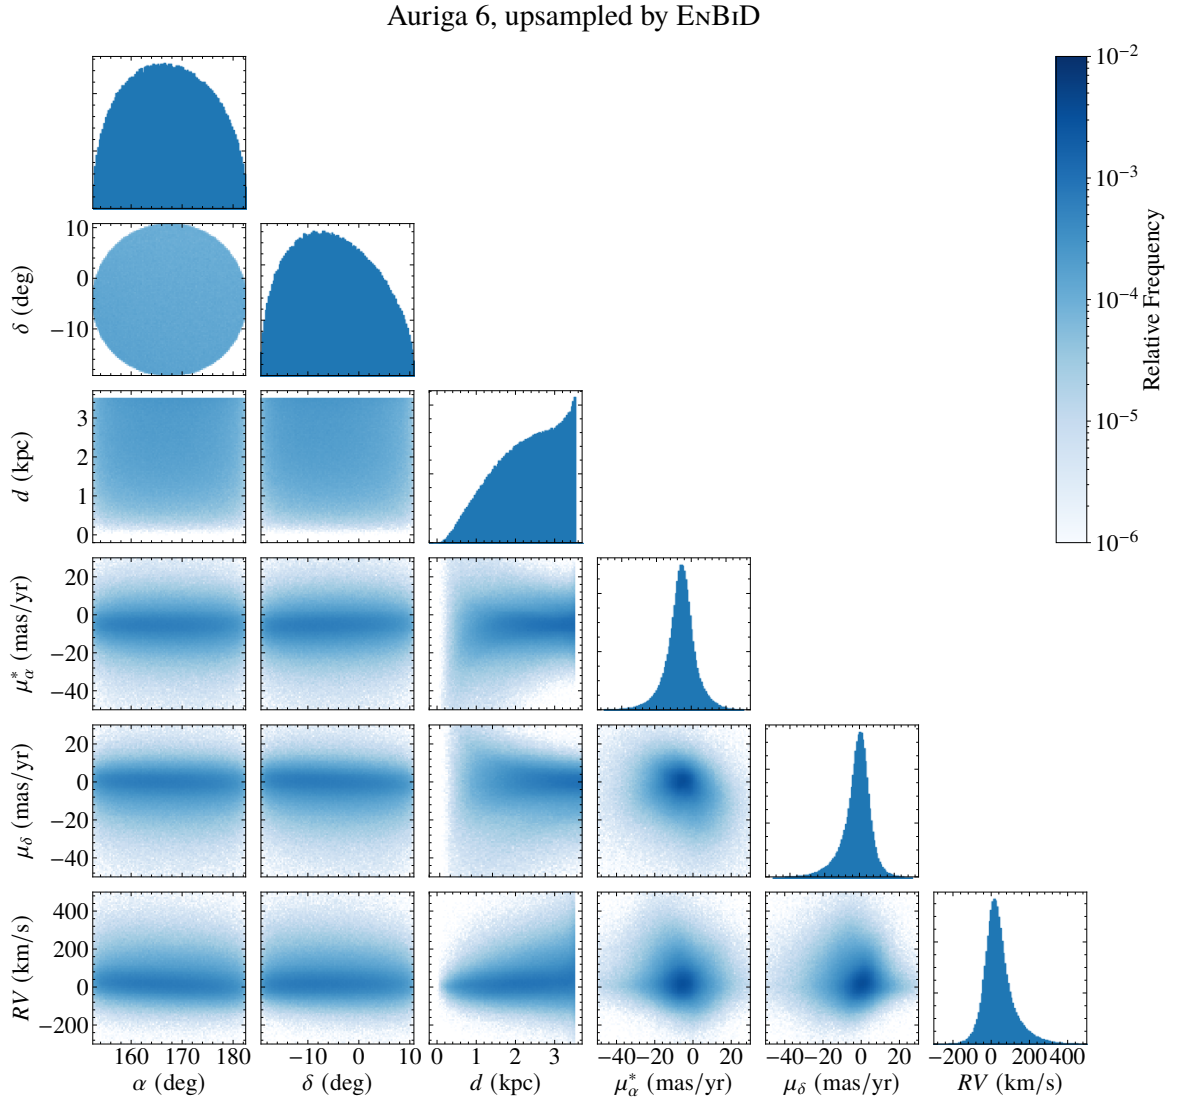 Auriga 6, upsampled by ENBID
10⁻²
10⁻³
10⁻⁴
10⁻⁵
10⁻⁶
Relative Frequency
10
0
−10
δ (deg)
3
2
1
0
d (kpc)
20
0
−20
−40
μ*α (mas/yr)
20
0
−20
−40
μδ (mas/yr)
400
200
0
−200
RV (km/s)
160 170 180
α (deg)
−10 0 10
δ (deg)
0 1 2 3
d (kpc)
−40 −20 0 20
μ*α (mas/yr)
−40 −20 0 20
μδ (mas/yr)
−200 0 200 400
RV (km/s)